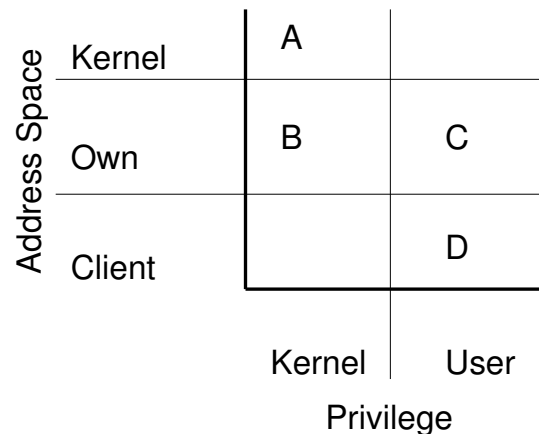 Address Space
Kernel A
Own B C
Client D
Kernel User
Privilege